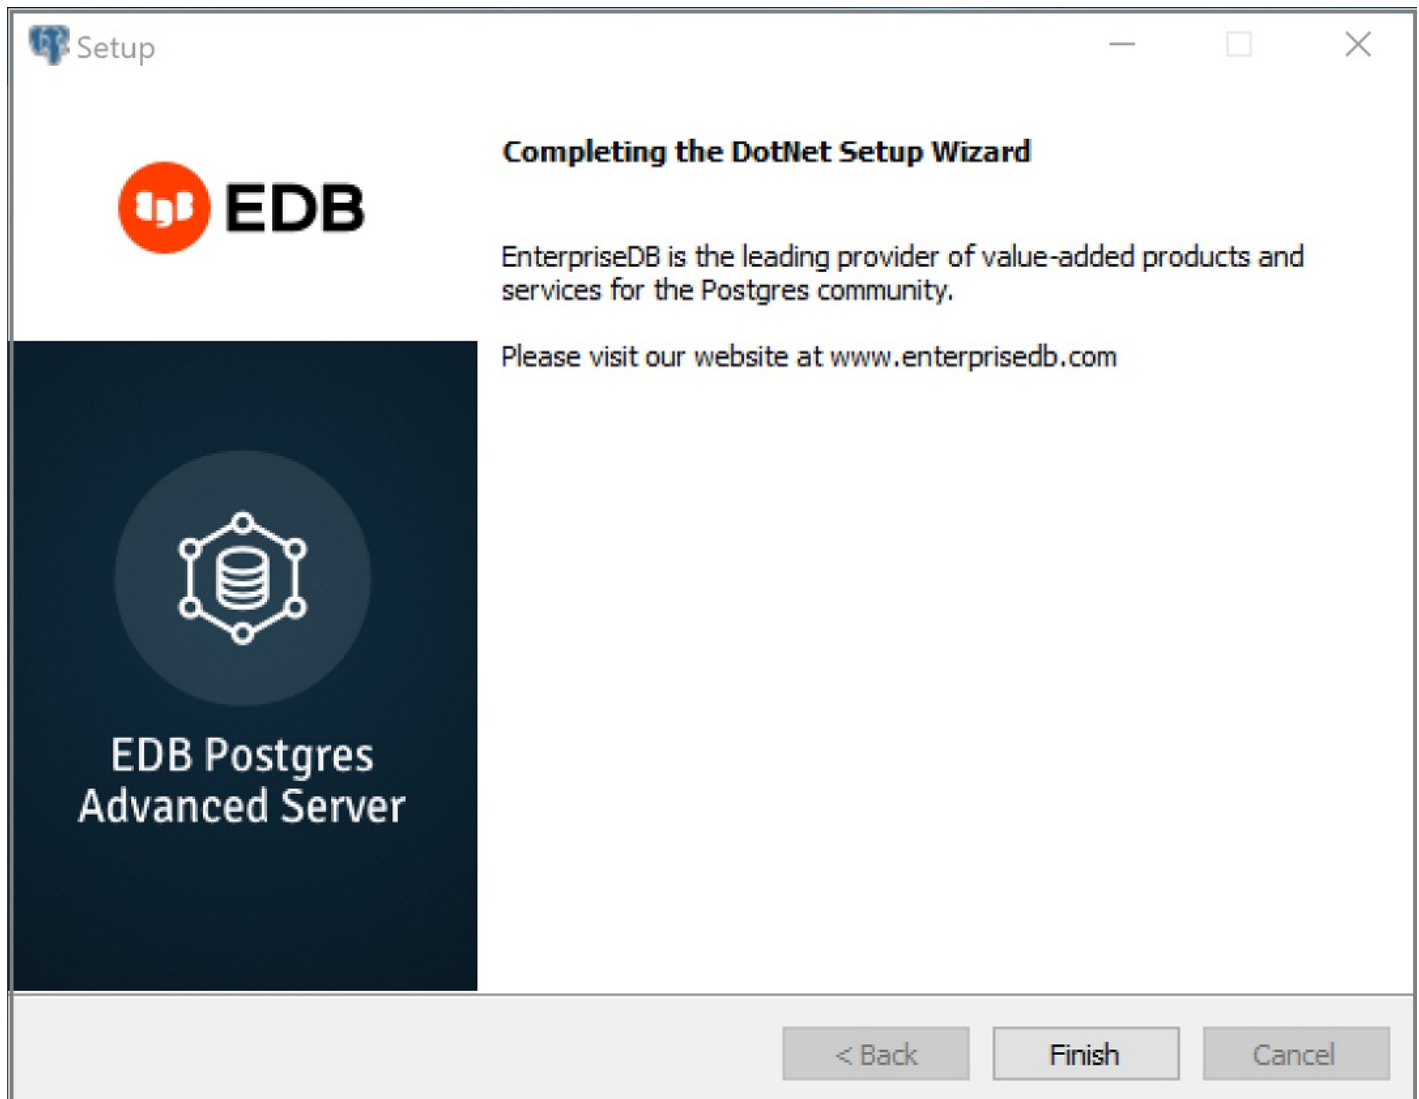 Setup
EDB
Completing the DotNet Setup Wizard
EnterpriseDB is the leading provider of value-added products and
services for the Postgres community.
Please visit our website at www.enterprisedb.com
EDB Postgres
Advanced Server
< Back
Finish
Cancel